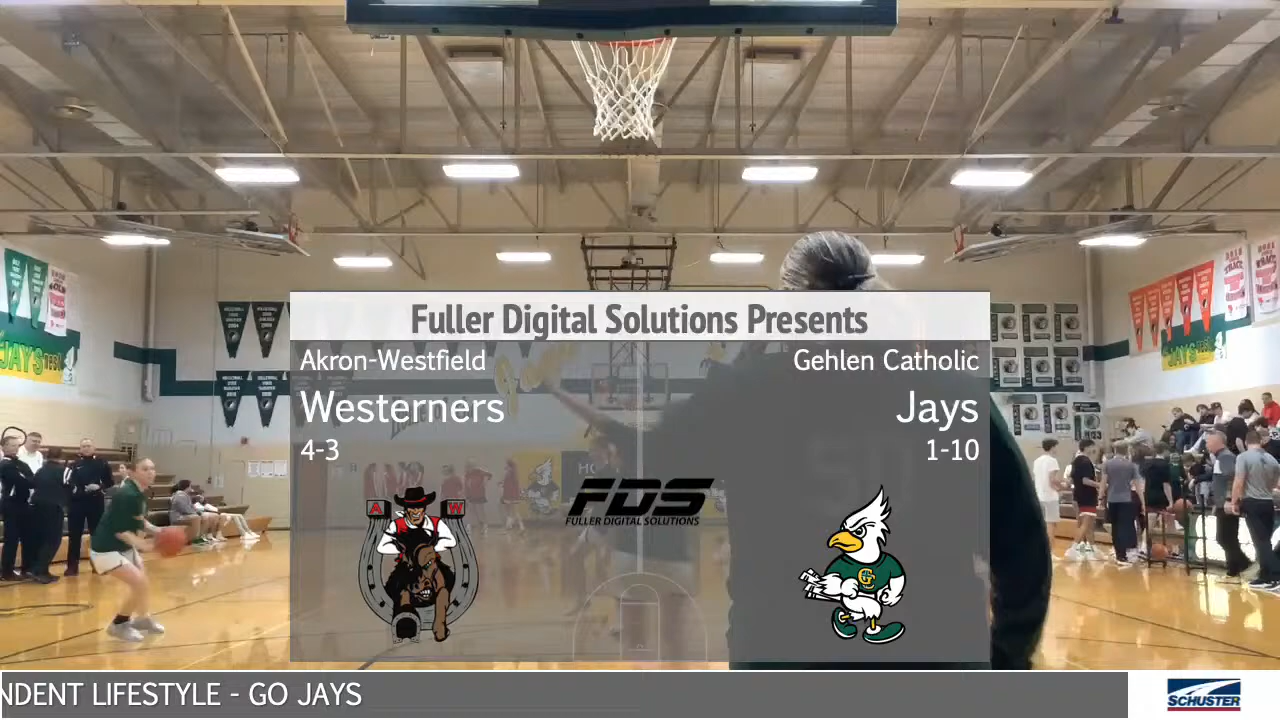 Fuller Digital Solutions Presents
Akron-Westfield
Gehlen Catholic
Westerners
Jays
4-3
1-10
A W
FDS
FULLER DIGITAL SOLUTIONS
GC
JAYS
JAYS
NDENT LIFESTYLE - GO JAYS
SCHUSTER